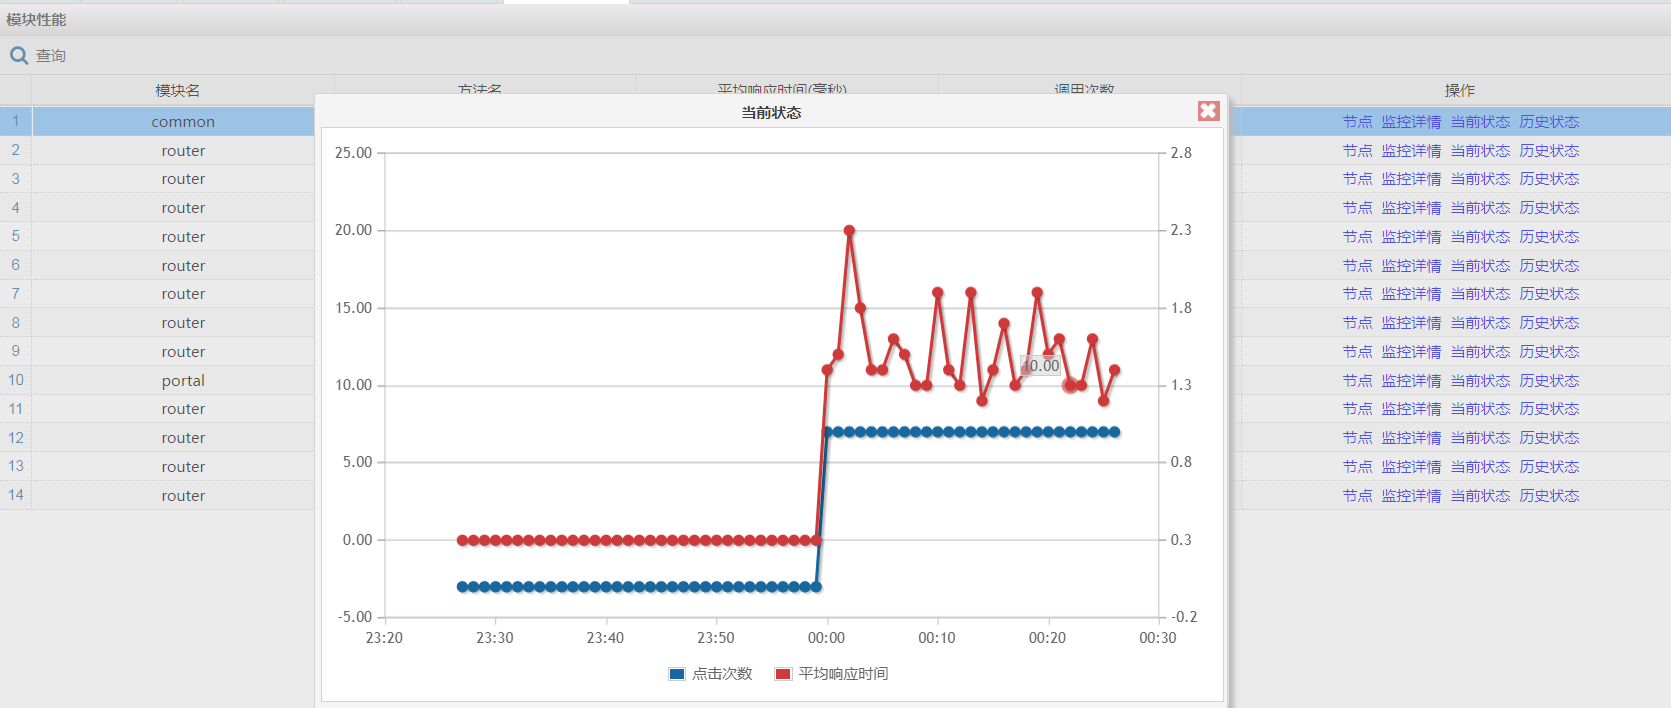 模块性能
查询
模块名 方法名 平均响应时间(毫秒) 调用次数 操作
当前状态
1 common 节点 监控详情 当前状态 历史状态
2 router 节点 监控详情 当前状态 历史状态
3 router 节点 监控详情 当前状态 历史状态
4 router 节点 监控详情 当前状态 历史状态
5 router 节点 监控详情 当前状态 历史状态
6 router 节点 监控详情 当前状态 历史状态
7 router 节点 监控详情 当前状态 历史状态
8 router 节点 监控详情 当前状态 历史状态
9 router 节点 监控详情 当前状态 历史状态
10 portal 节点 监控详情 当前状态 历史状态
11 router 节点 监控详情 当前状态 历史状态
12 router 节点 监控详情 当前状态 历史状态
13 router 节点 监控详情 当前状态 历史状态
14 router 节点 监控详情 当前状态 历史状态
25.00 2.8
20.00 2.3
15.00 1.8
10.00
10.00 1.3
5.00 0.8
0.00 0.3
-5.00 -0.2
23:20 23:30 23:40 23:50 00:00 00:10 00:20 00:30
点击次数 平均响应时间